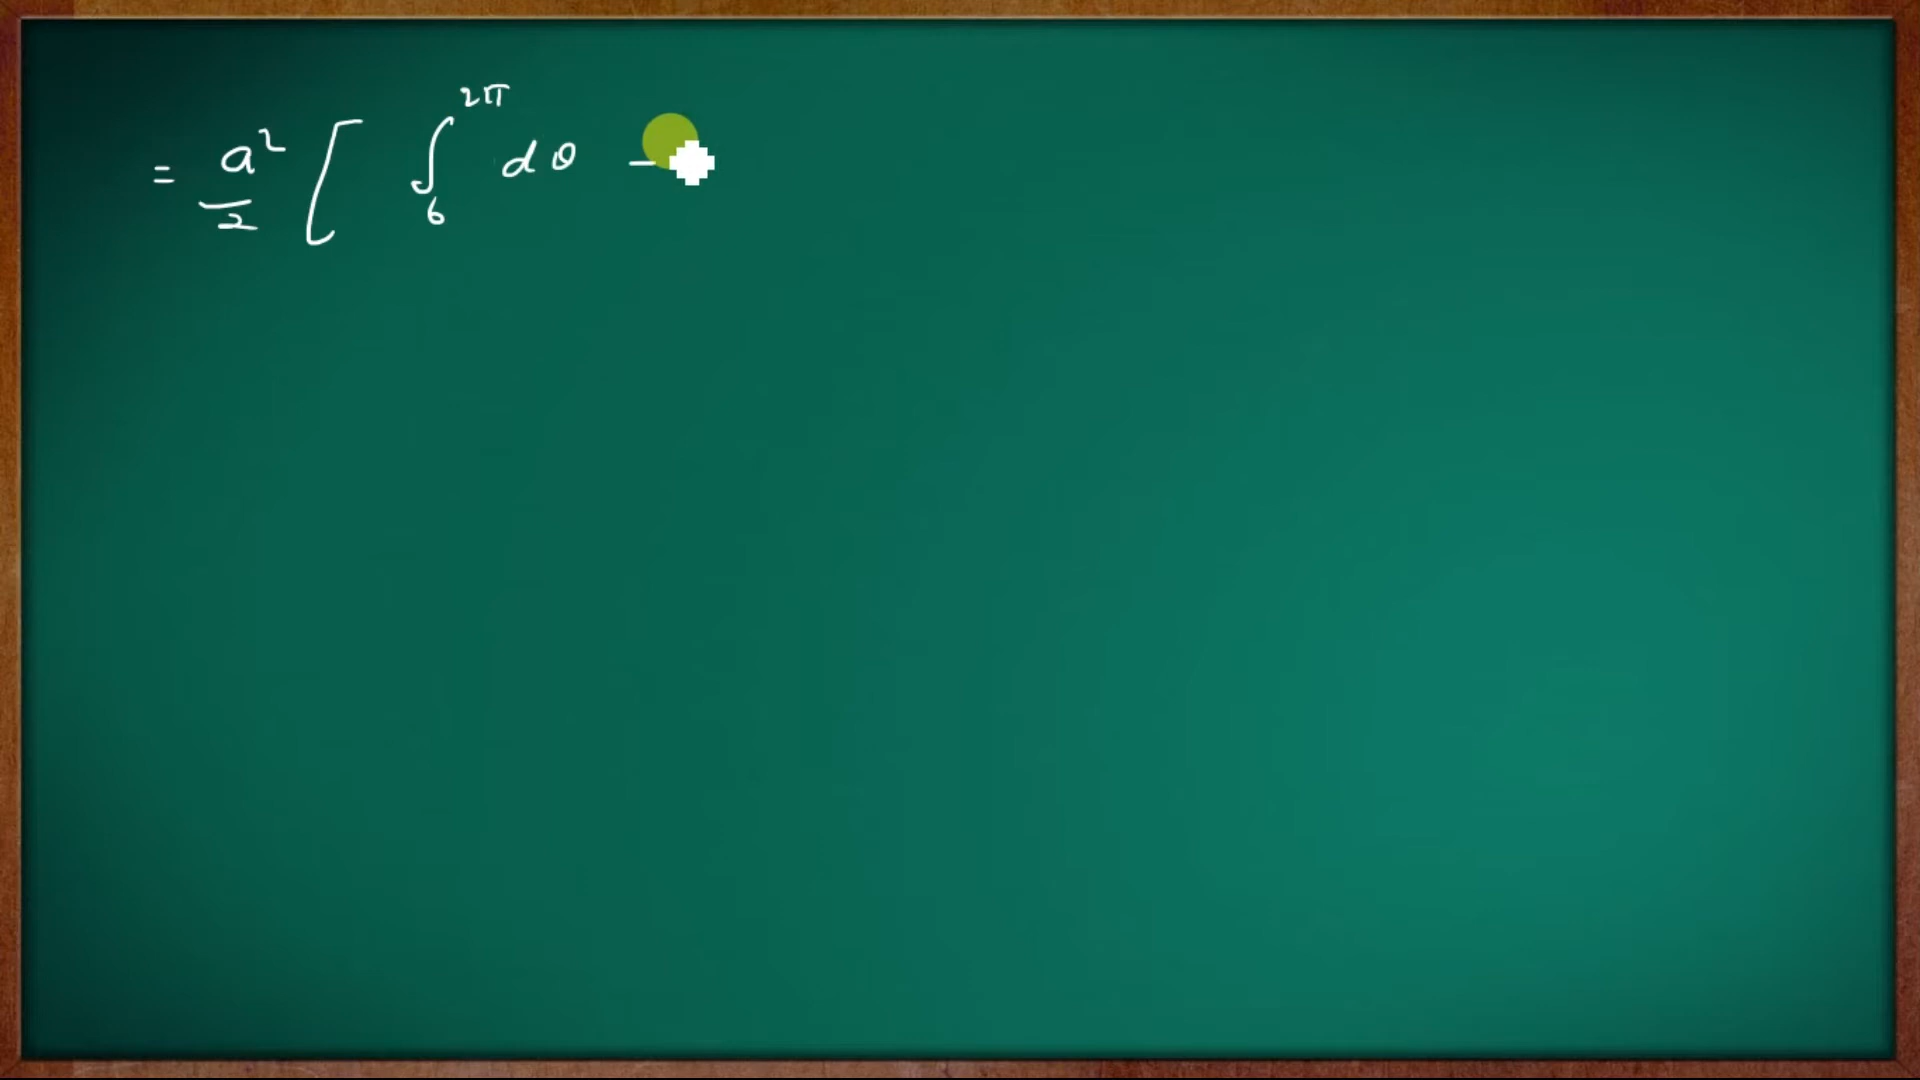 = a²/2 [ ∫₀^2π dθ –